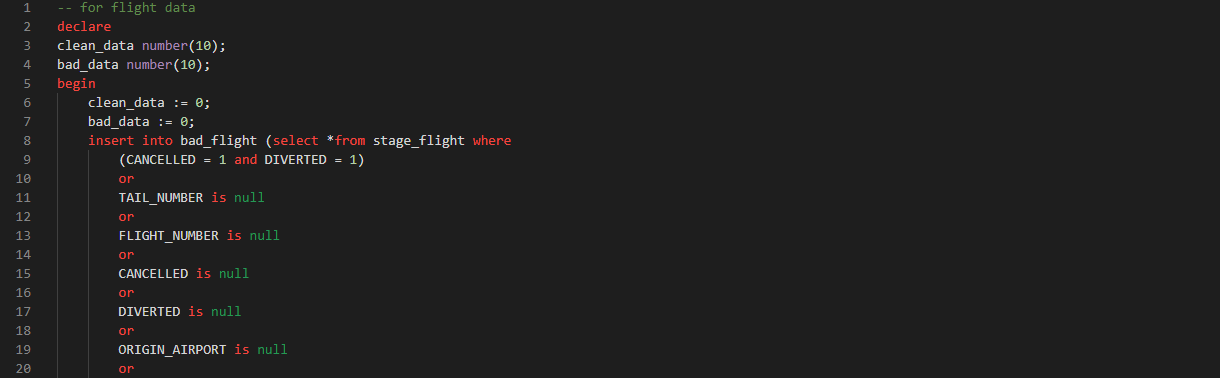 1 -- for flight data
2 declare
3 clean_data number(10);
4 bad_data number(10);
5 begin
6 clean_data := 0;
7 bad_data := 0;
8 insert into bad_flight (select *from stage_flight where
9 (CANCELLED = 1 and DIVERTED = 1)
10 or
11 TAIL_NUMBER is null
12 or
13 FLIGHT_NUMBER is null
14 or
15 CANCELLED is null
16 or
17 DIVERTED is null
18 or
19 ORIGIN_AIRPORT is null
20 or